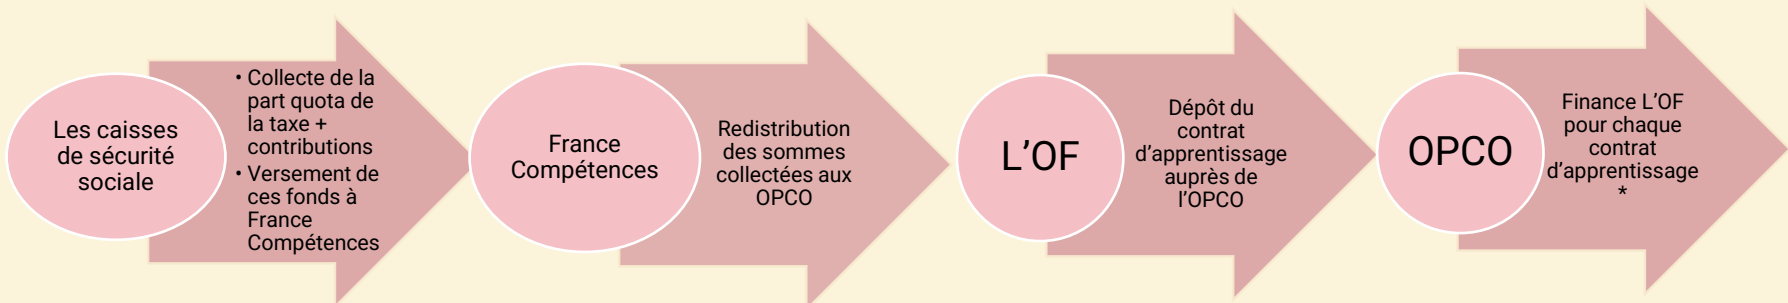 Les caisses
de sécurité
sociale
• Collecte de la
part quota de
la taxe +
contributions
• Versement de
ces fonds à
France
Compétences
France
Compétences
Redistribution
des sommes
collectées aux
OPCO
L'OF
Dépôt du
contrat
d'apprentissage
auprès de
l'OPCO
OPCO
Finance L'OF
pour chaque
contrat
d'apprentissage
*